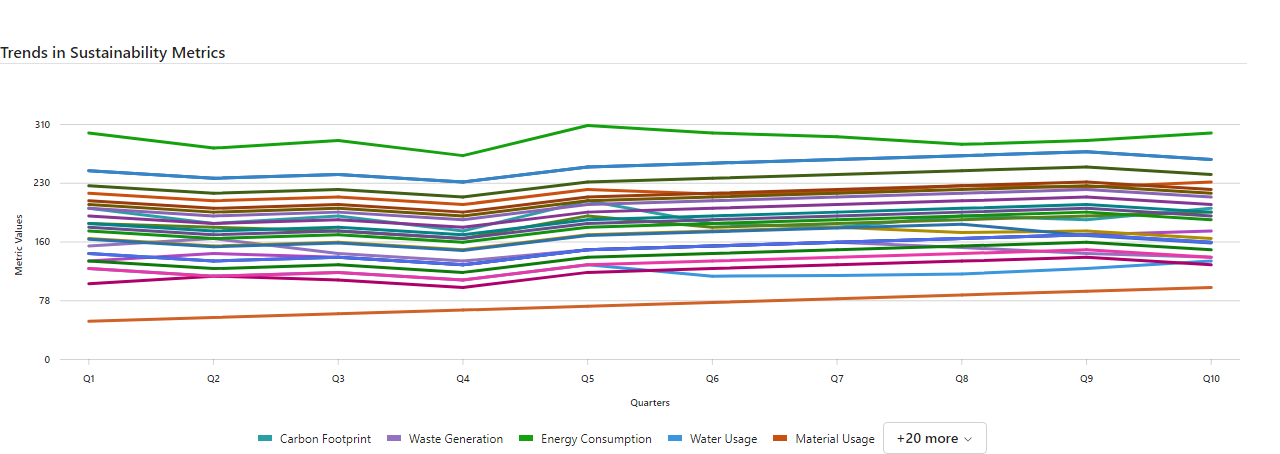 Trends in Sustainability Metrics
310
230
160
78
0
Metric Values
Q1 Q2 Q3 Q4 Q5 Q6 Q7 Q8 Q9 Q10
Quarters
Carbon Footprint Waste Generation Energy Consumption Water Usage Material Usage +20 more